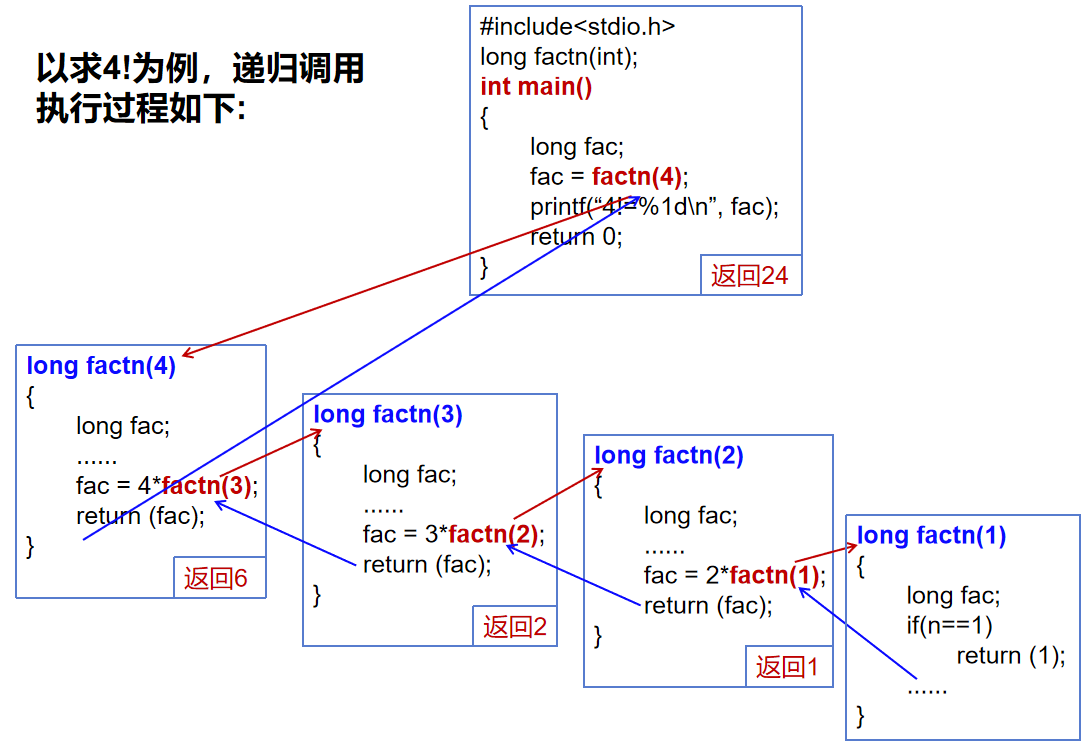 以求4!为例，递归调用
执行过程如下:
#include<stdio.h>
long factn(int);
int main()
{
long fac;
fac = factn(4);
printf(“4!=%1d\n”, fac);
return 0;
}
返回24
long factn(4)
{
long fac;
......
fac = 4*factn(3);
return (fac);
}
返回6
long factn(3)
{
long fac;
......
fac = 3*factn(2);
return (fac);
}
返回2
long factn(2)
{
long fac;
......
fac = 2*factn(1);
return (fac);
}
返回1
long factn(1)
{
long fac;
if(n==1)
return (1);
......
}